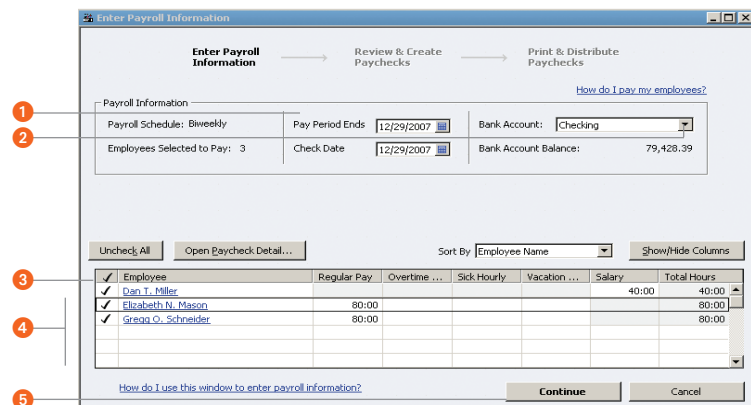 Enter Payroll Information
Enter Payroll Information
Review & Create Paychecks
Print & Distribute Paychecks
How do I pay my employees?
Payroll Information
1
Payroll Schedule: Biweekly
Pay Period Ends 12/29/2007
Bank Account: Checking
2
Employees Selected to Pay: 3
Check Date 12/29/2007
Bank Account Balance: 79,428.39
Uncheck All
Open Paycheck Detail...
Sort By Employee Name
Show/Hide Columns
3
✓ Employee Regular Pay Overtime ... Sick Hourly Vacation ... Salary Total Hours
✓ Dan T. Miller 40:00 40:00
✓ Elizabeth N. Mason 80:00 80:00
4
✓ Gregg O. Schneider 80:00 80:00
How do I use this window to enter payroll information?
Continue
Cancel
5